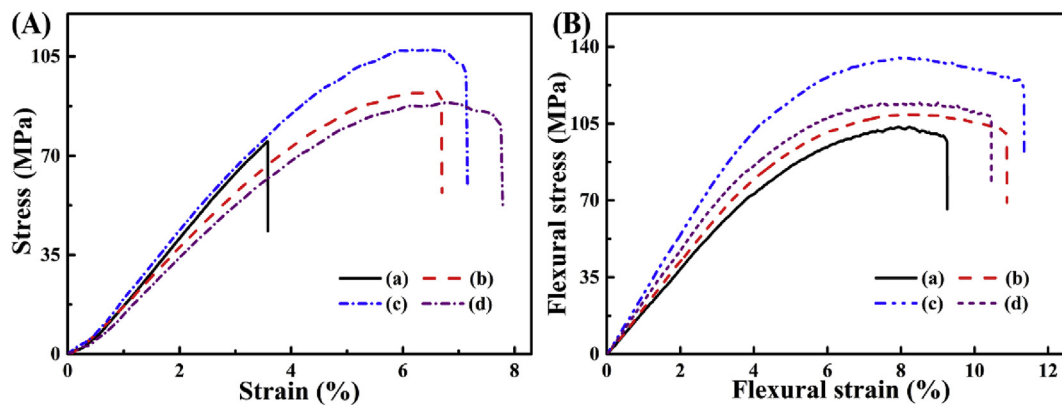 (A)
Stress (MPa)
105
70
35
0
0 2 4 6 8
Strain (%)
(a) (b)
(c) (d)
(B)
Flexural stress (MPa)
140
105
70
35
0
0 2 4 6 8 10 12
Flexural strain (%)
(a) (b)
(c) (d)